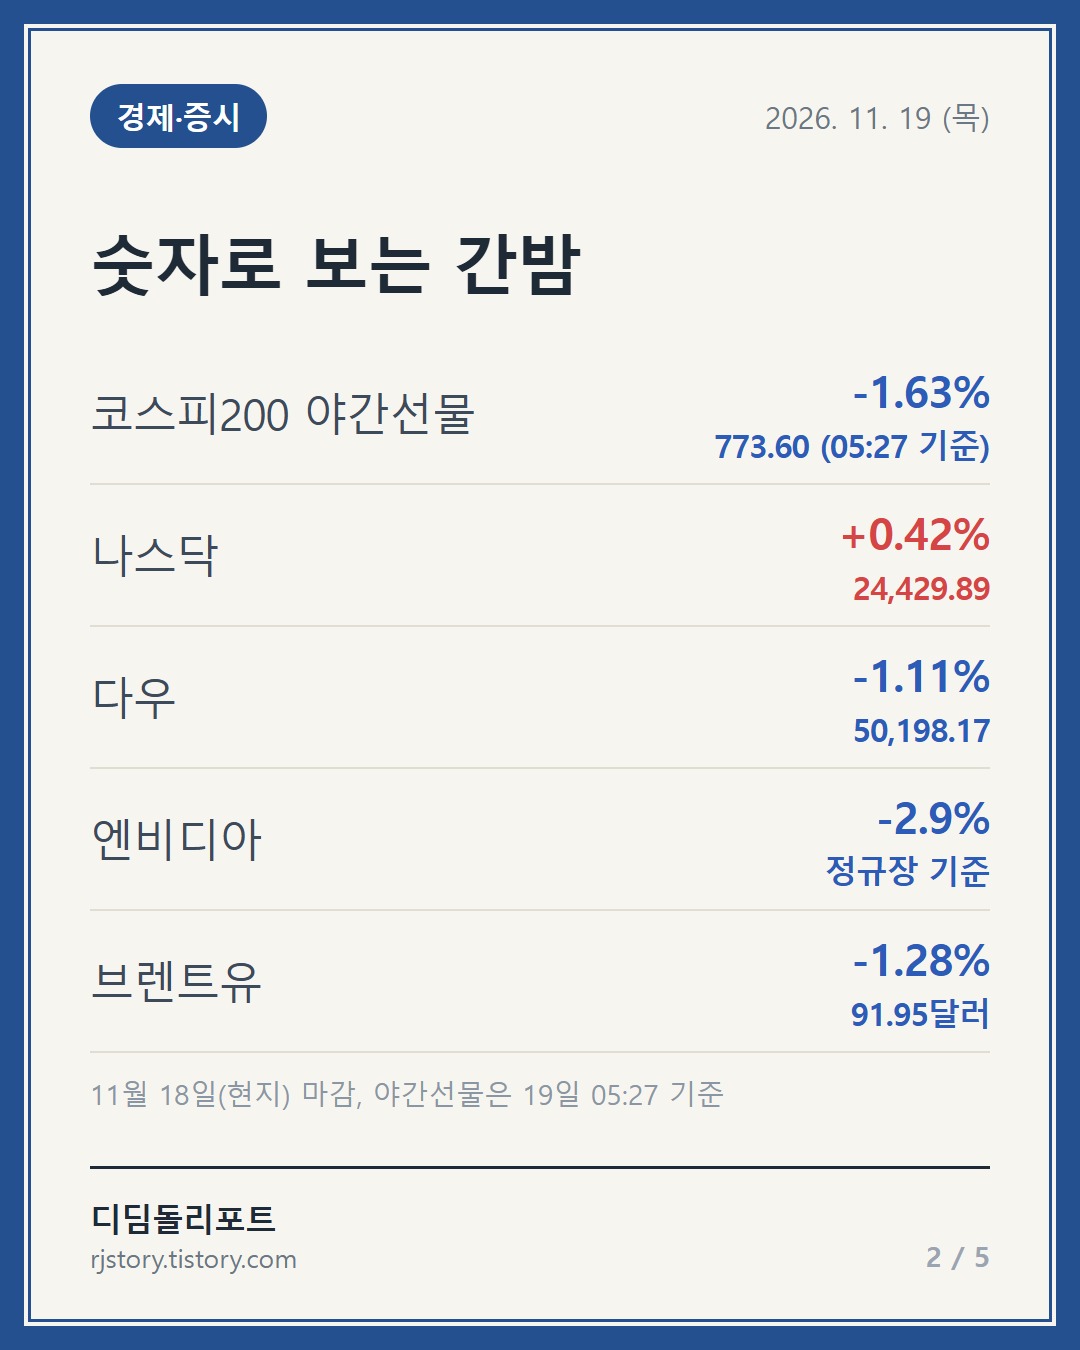 경제·증시
2026. 11. 19 (목)
숫자로 보는 간밤
코스피200 야간선물
-1.63%
773.60 (05:27 기준)
나스닥
+0.42%
24,429.89
다우
-1.11%
50,198.17
엔비디아
-2.9%
정규장 기준
브렌트유
-1.28%
91.95달러
11월 18일(현지) 마감, 야간선물은 19일 05:27 기준
디딤돌리포트
rjstory.tistory.com
2 / 5